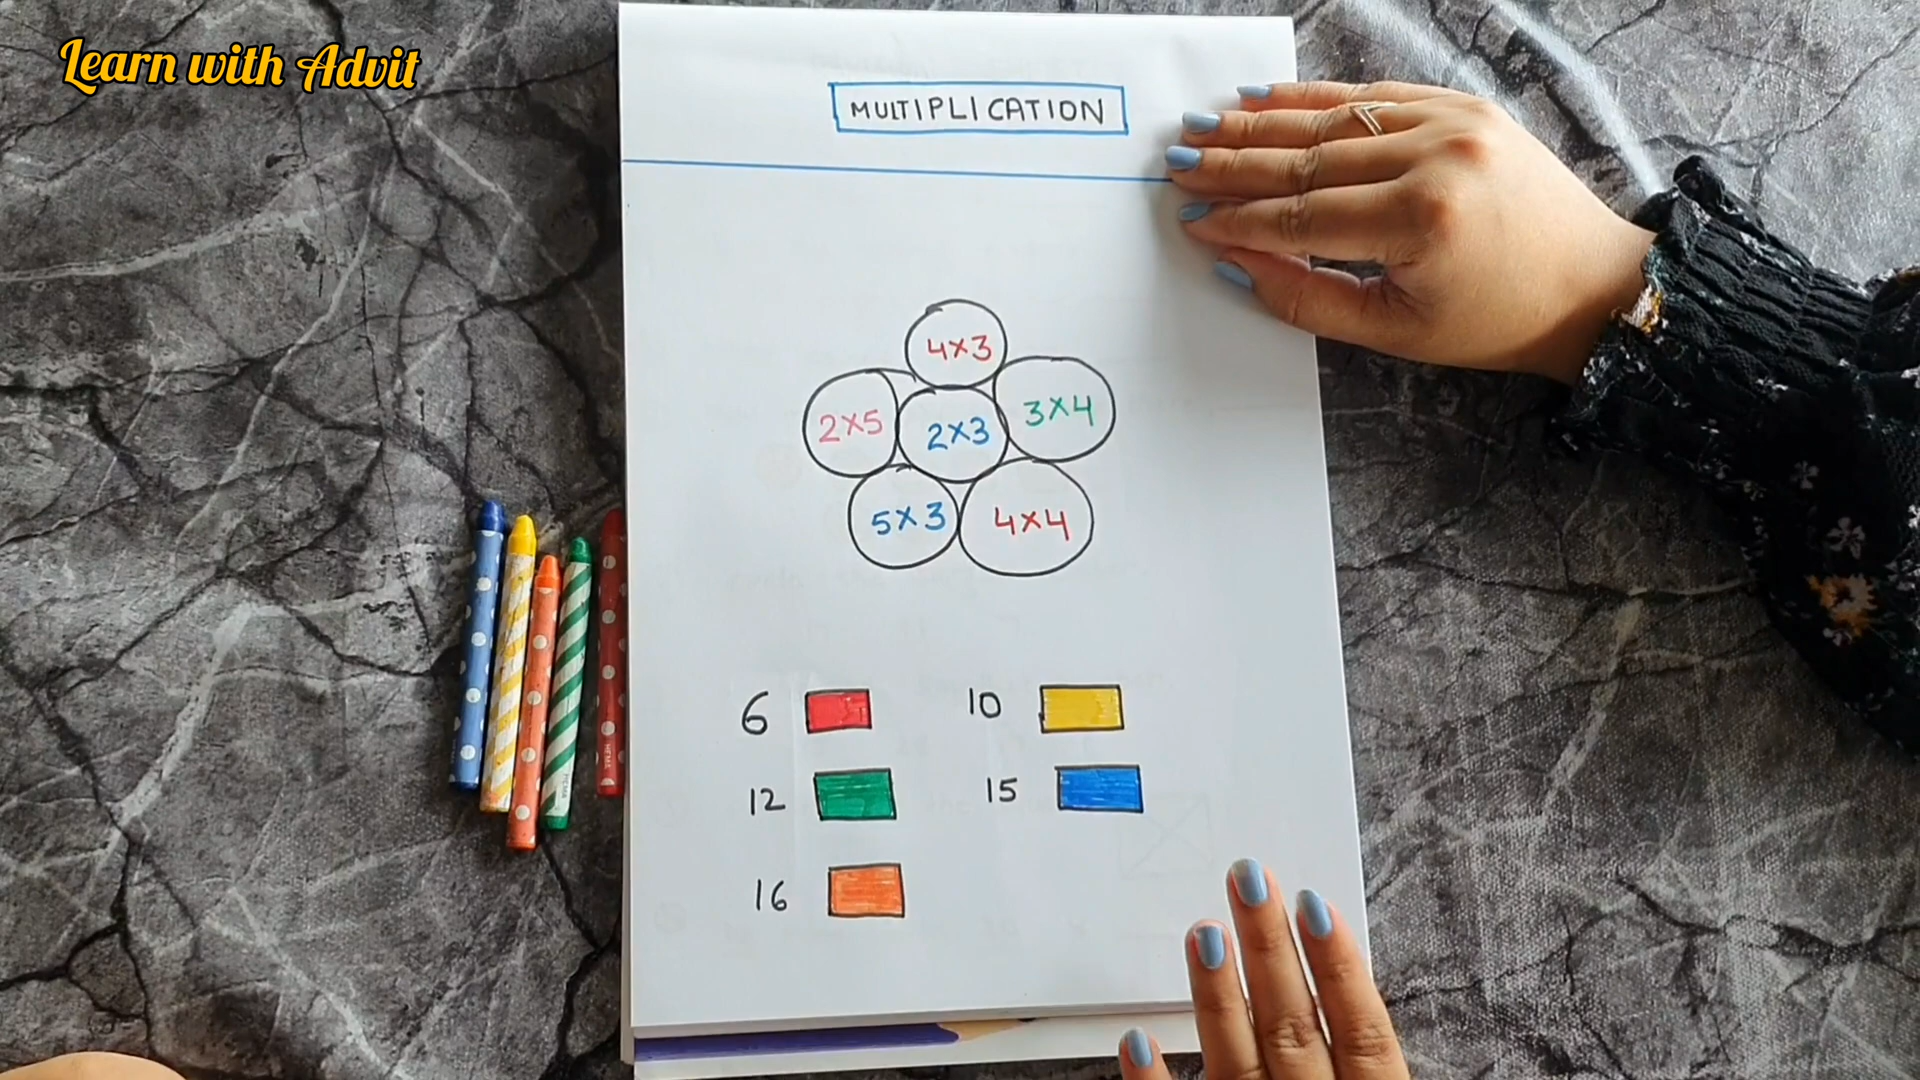 Learn with Advit
MULTIPLICATION
4x3
2x5 2x3 3x4
5x3 4x4
6 10
12 15
16